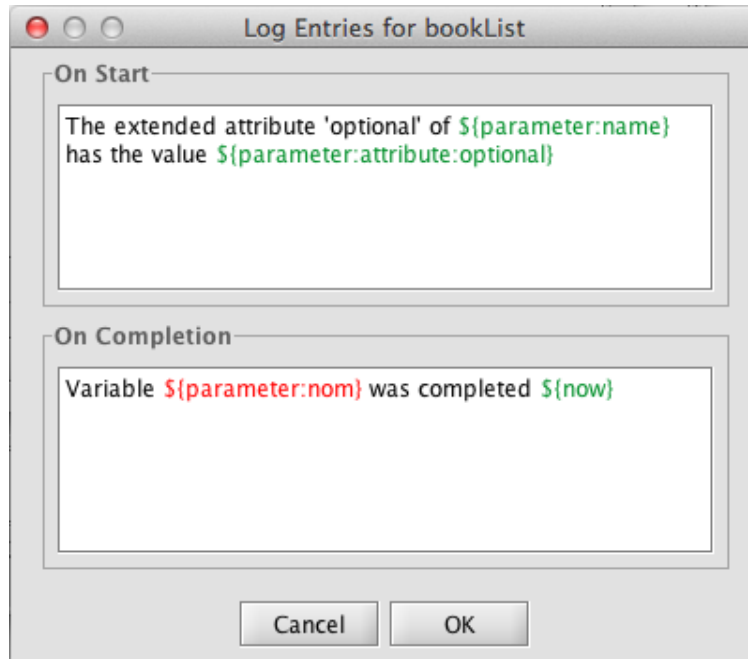 Log Entries for bookList
On Start
The extended attribute 'optional' of ${parameter:name}
has the value ${parameter:attribute:optional}
On Completion
Variable ${parameter:nom} was completed ${now}
Cancel OK